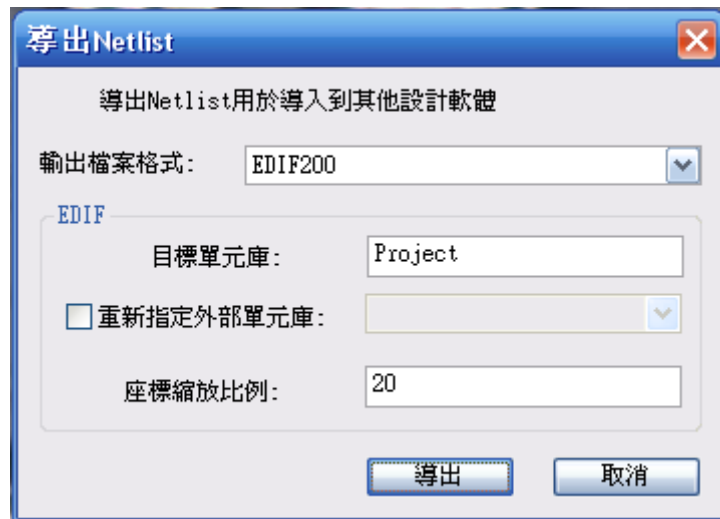 導出Netlist
導出Netlist用於導入到其他設計軟體
輸出檔案格式: EDIF200
EDIF
目標單元庫: Project
重新指定外部單元庫:
座標縮放比例: 20
導出 取消